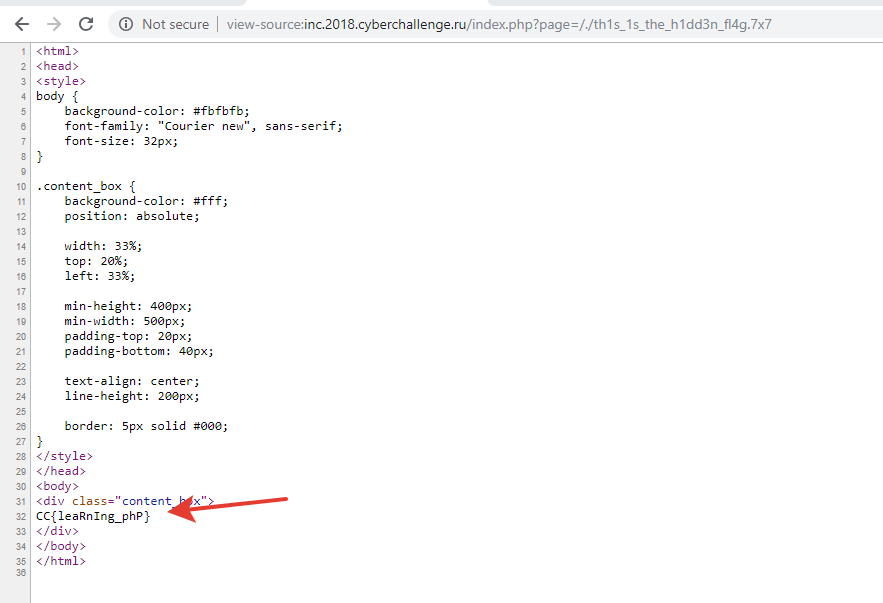 Not secure | view-source:inc.2018.cyberchallenge.ru/index.php?page=/./th1s_1s_the_h1dd3n_fl4g.7x7
1 <html>
2 <head>
3 <style>
4 body {
5 background-color: #fbfbfb;
6 font-family: "Courier new", sans-serif;
7 font-size: 32px;
8 }
9
10 .content_box {
11 background-color: #fff;
12 position: absolute;
13
14 width: 33%;
15 top: 20%;
16 left: 33%;
17
18 min-height: 400px;
19 min-width: 500px;
20 padding-top: 20px;
21 padding-bottom: 40px;
22
23 text-align: center;
24 line-height: 200px;
25
26 border: 5px solid #000;
27 }
28 </style>
29 </head>
30 <body>
31 <div class="content_box">
32 CC{leaRnIng_phP}
33 </div>
34 </body>
35 </html>
36